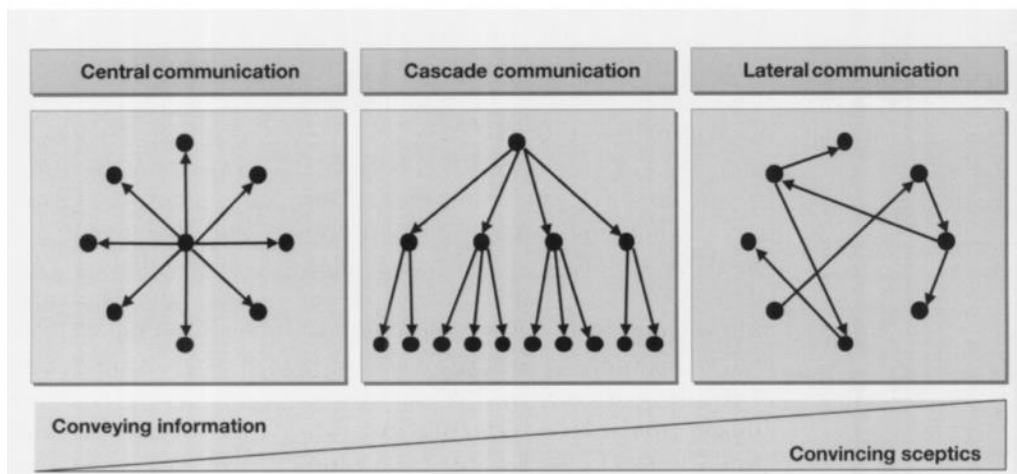 Central communication
Cascade communication
Lateral communication
Conveying information
Convincing sceptics